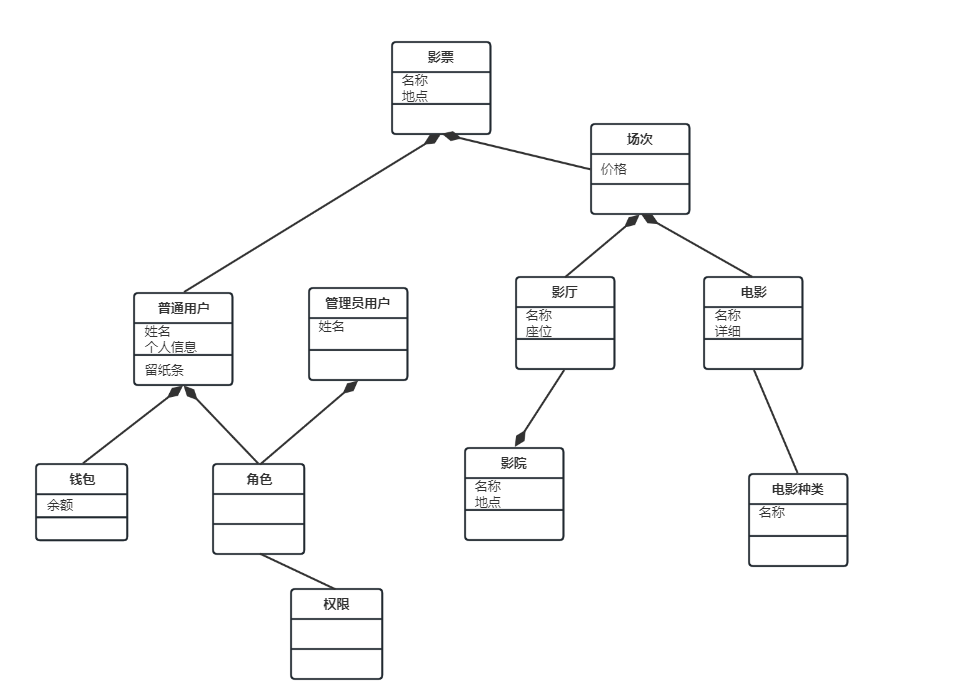 影票
名称
地点
场次
价格
普通用户
姓名
个人信息
留纸条
管理员用户
姓名
影厅
名称
座位
电影
名称
详细
钱包
余额
角色
影院
名称
地点
电影种类
名称
权限